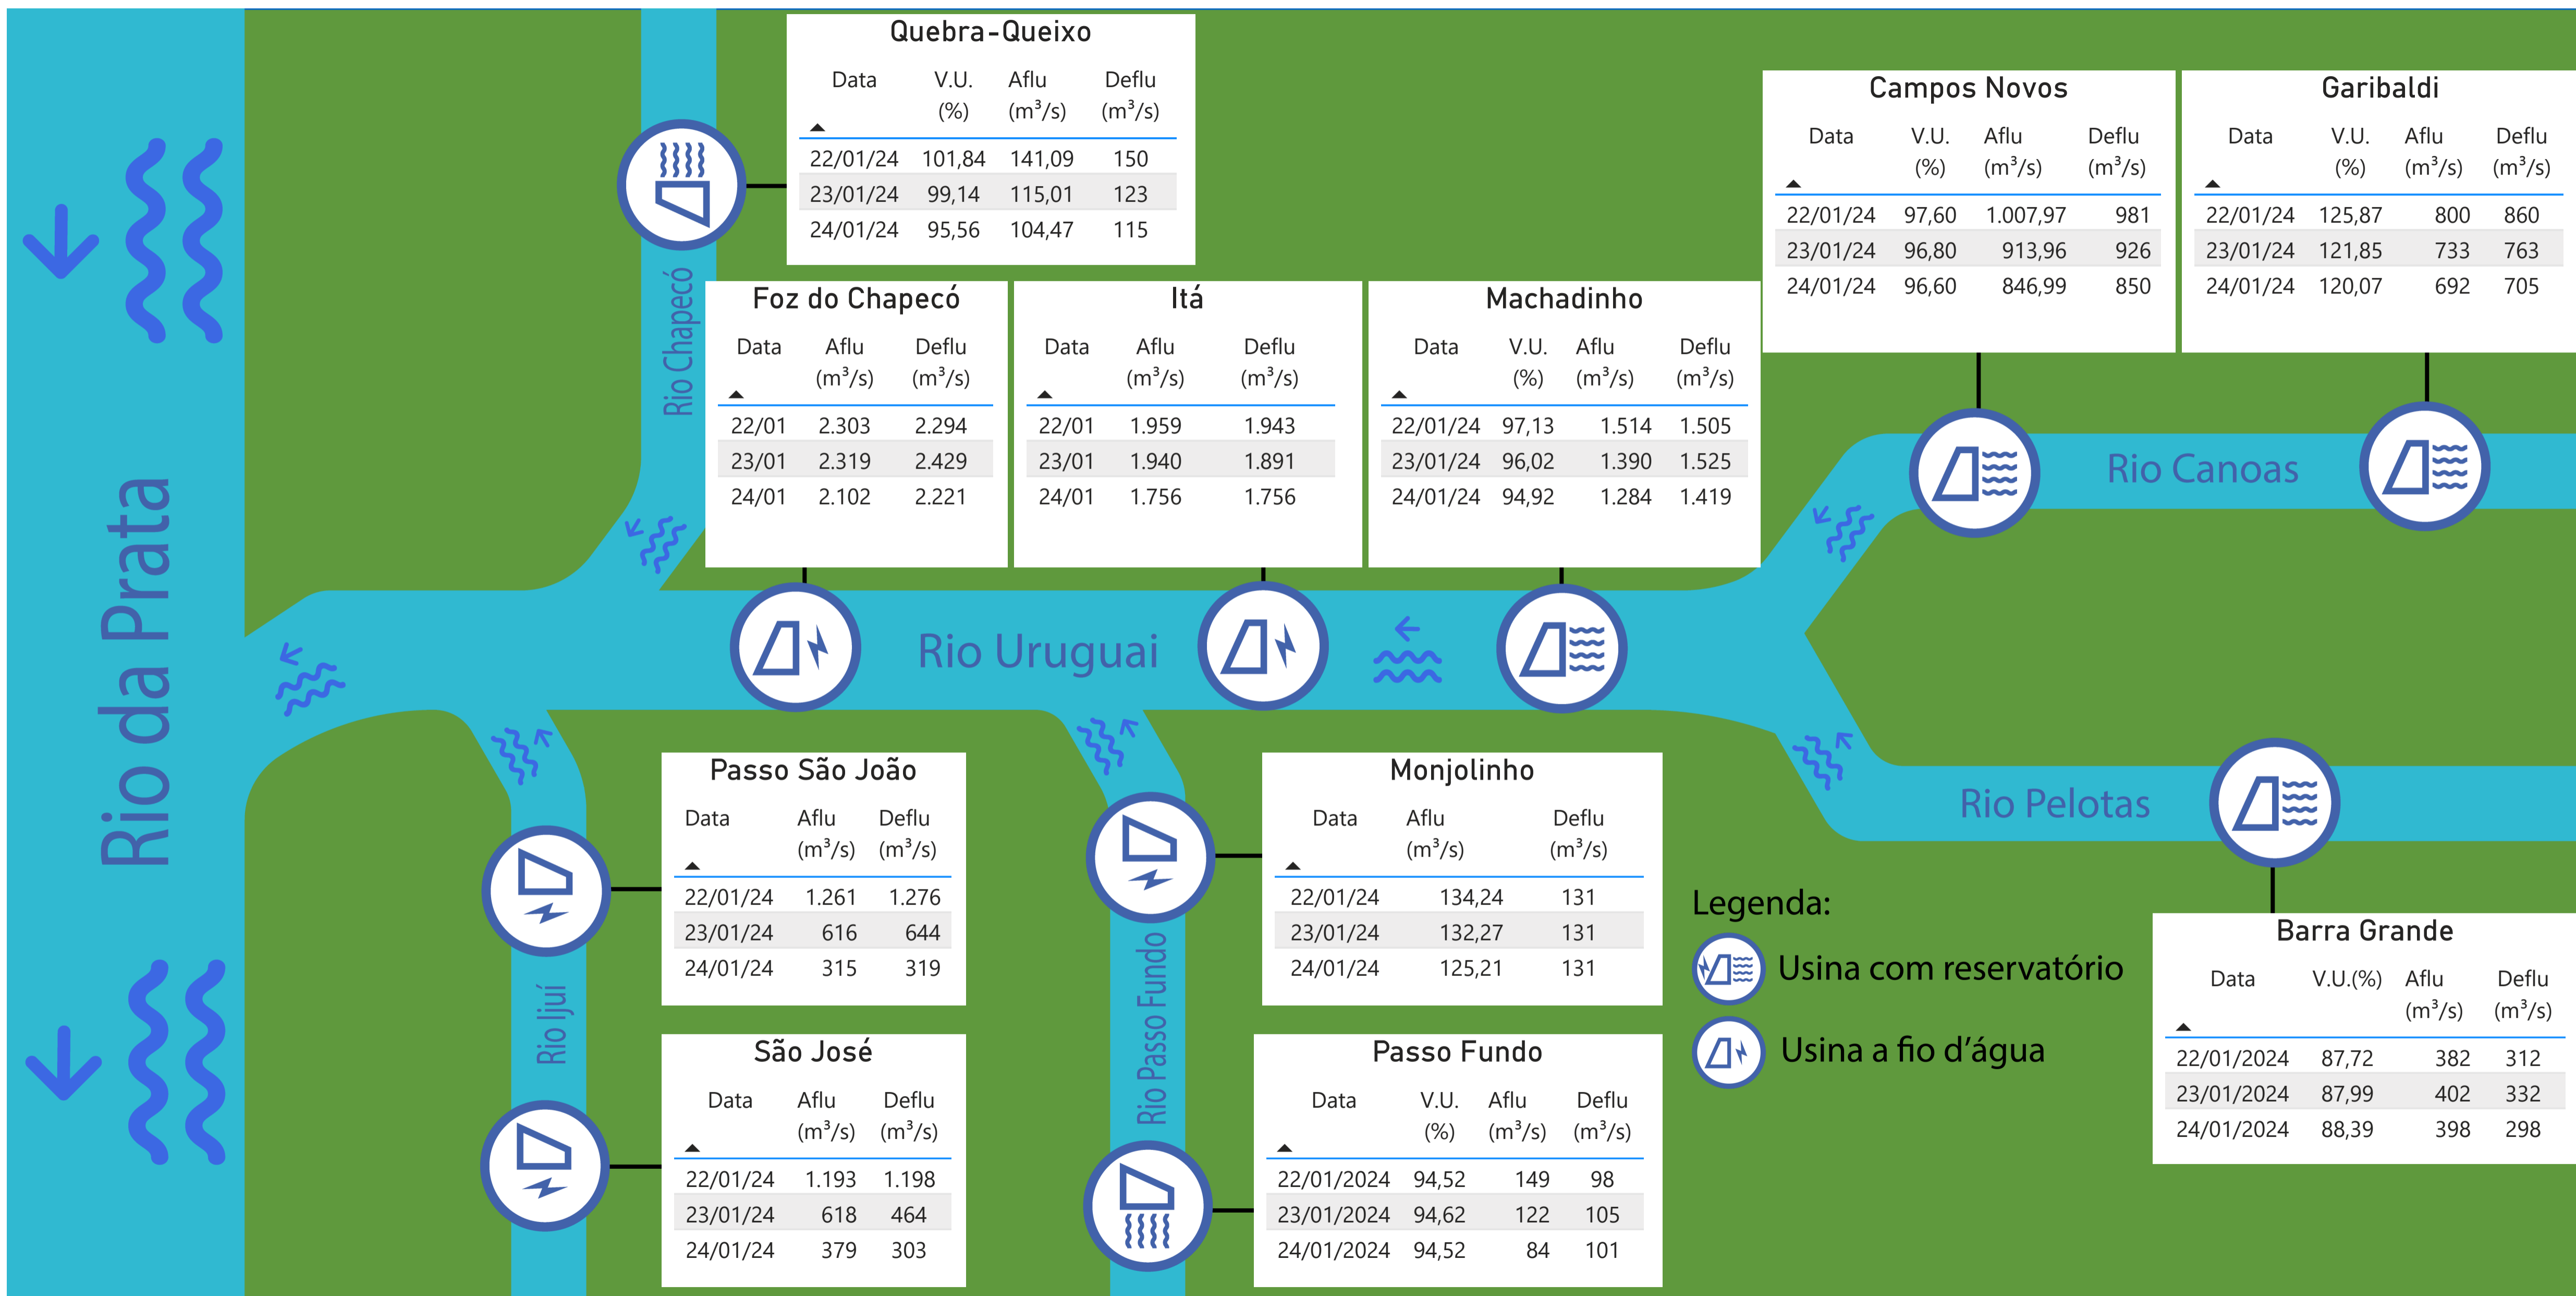 Rio da Prata
Quebra-Queixo
Data V.U. Aflu Deflu
(%) (m³/s) (m³/s)
22/01/24 101,84 141,09 150
23/01/24 99,14 115,01 123
24/01/24 95,56 104,47 115
Rio Chapecó
Campos Novos
Data V.U. Aflu Deflu
(%) (m³/s) (m³/s)
22/01/24 97,60 1.007,97 981
23/01/24 96,80 913,96 926
24/01/24 96,60 846,99 850
Garibaldi
Data V.U. Aflu Deflu
(%) (m³/s) (m³/s)
22/01/24 125,87 800 860
23/01/24 121,85 733 763
24/01/24 120,07 692 705
Foz do Chapecó
Data Aflu Deflu
(m³/s) (m³/s)
22/01 2.303 2.294
23/01 2.319 2.429
24/01 2.102 2.221
Itá
Data Aflu Deflu
(m³/s) (m³/s)
22/01 1.959 1.943
23/01 1.940 1.891
24/01 1.756 1.756
Machadinho
Data V.U. Aflu Deflu
(%) (m³/s) (m³/s)
22/01/24 97,13 1.514 1.505
23/01/24 96,02 1.390 1.525
24/01/24 94,92 1.284 1.419
Rio Canoas
Rio Uruguai
Rio Pelotas
Passo São João
Data Aflu Deflu
(m³/s) (m³/s)
22/01/24 1.261 1.276
23/01/24 616 644
24/01/24 315 319
Rio Ijuí
São José
Data Aflu Deflu
(m³/s) (m³/s)
22/01/24 1.193 1.198
23/01/24 618 464
24/01/24 379 303
Monjolinho
Data Aflu Deflu
(m³/s) (m³/s)
22/01/24 134,24 131
23/01/24 132,27 131
24/01/24 125,21 131
Rio Passo Fundo
Passo Fundo
Data V.U. Aflu Deflu
(%) (m³/s) (m³/s)
22/01/2024 94,52 149 98
23/01/2024 94,62 122 105
24/01/2024 94,52 84 101
Legenda:
Usina com reservatório
Usina a fio d’água
Barra Grande
Data V.U.(%) Aflu Deflu
(m³/s) (m³/s)
22/01/2024 87,72 382 312
23/01/2024 87,99 402 332
24/01/2024 88,39 398 298